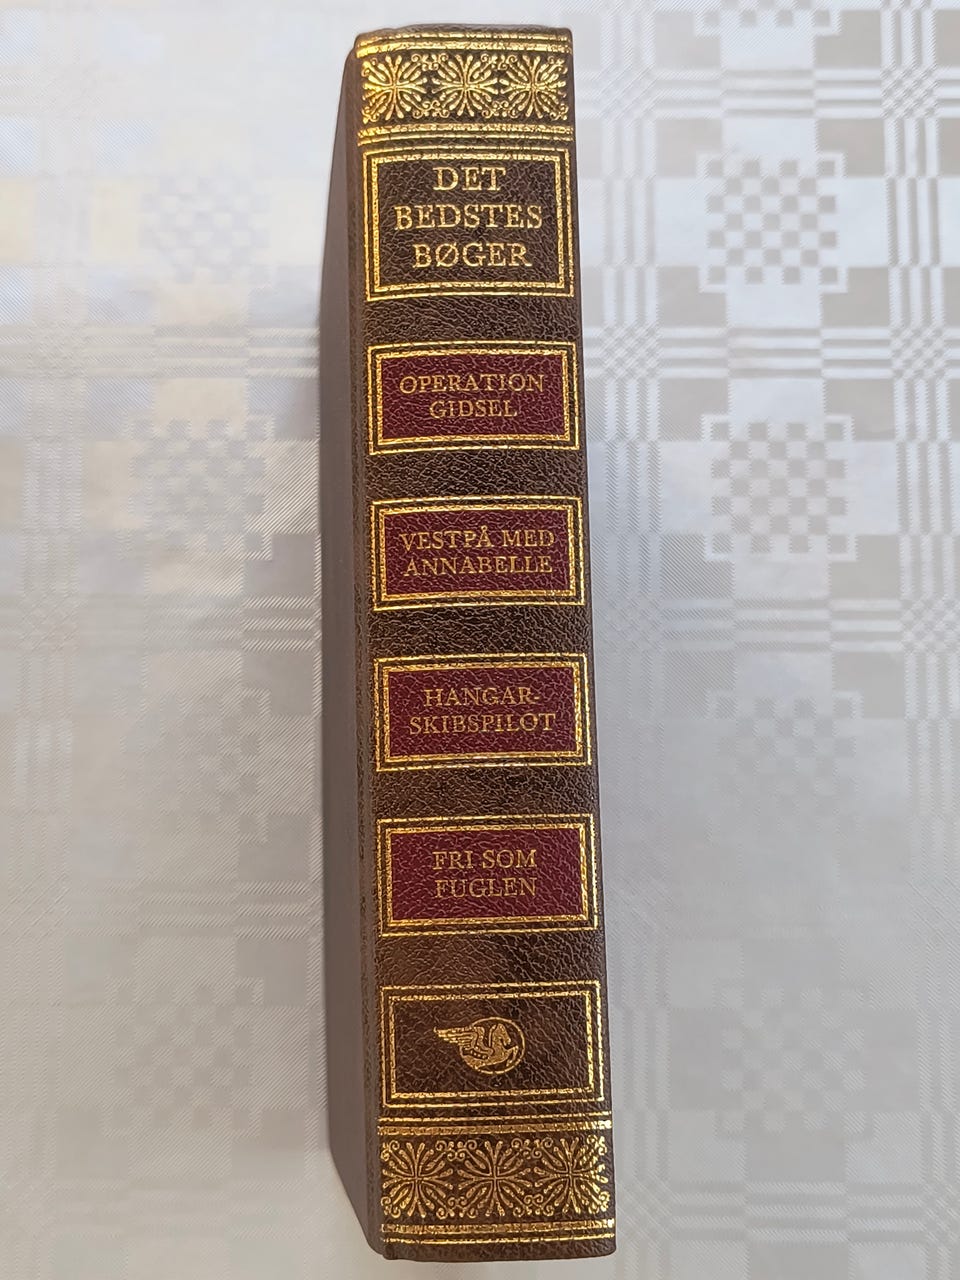 DET
BEDSTES
BØGER
OPERATION
GIDSEL
VESTPÅ MED
ANNABELLE
HANGAR-
SKIBSPILOT
FRI SOM
FUGLEN